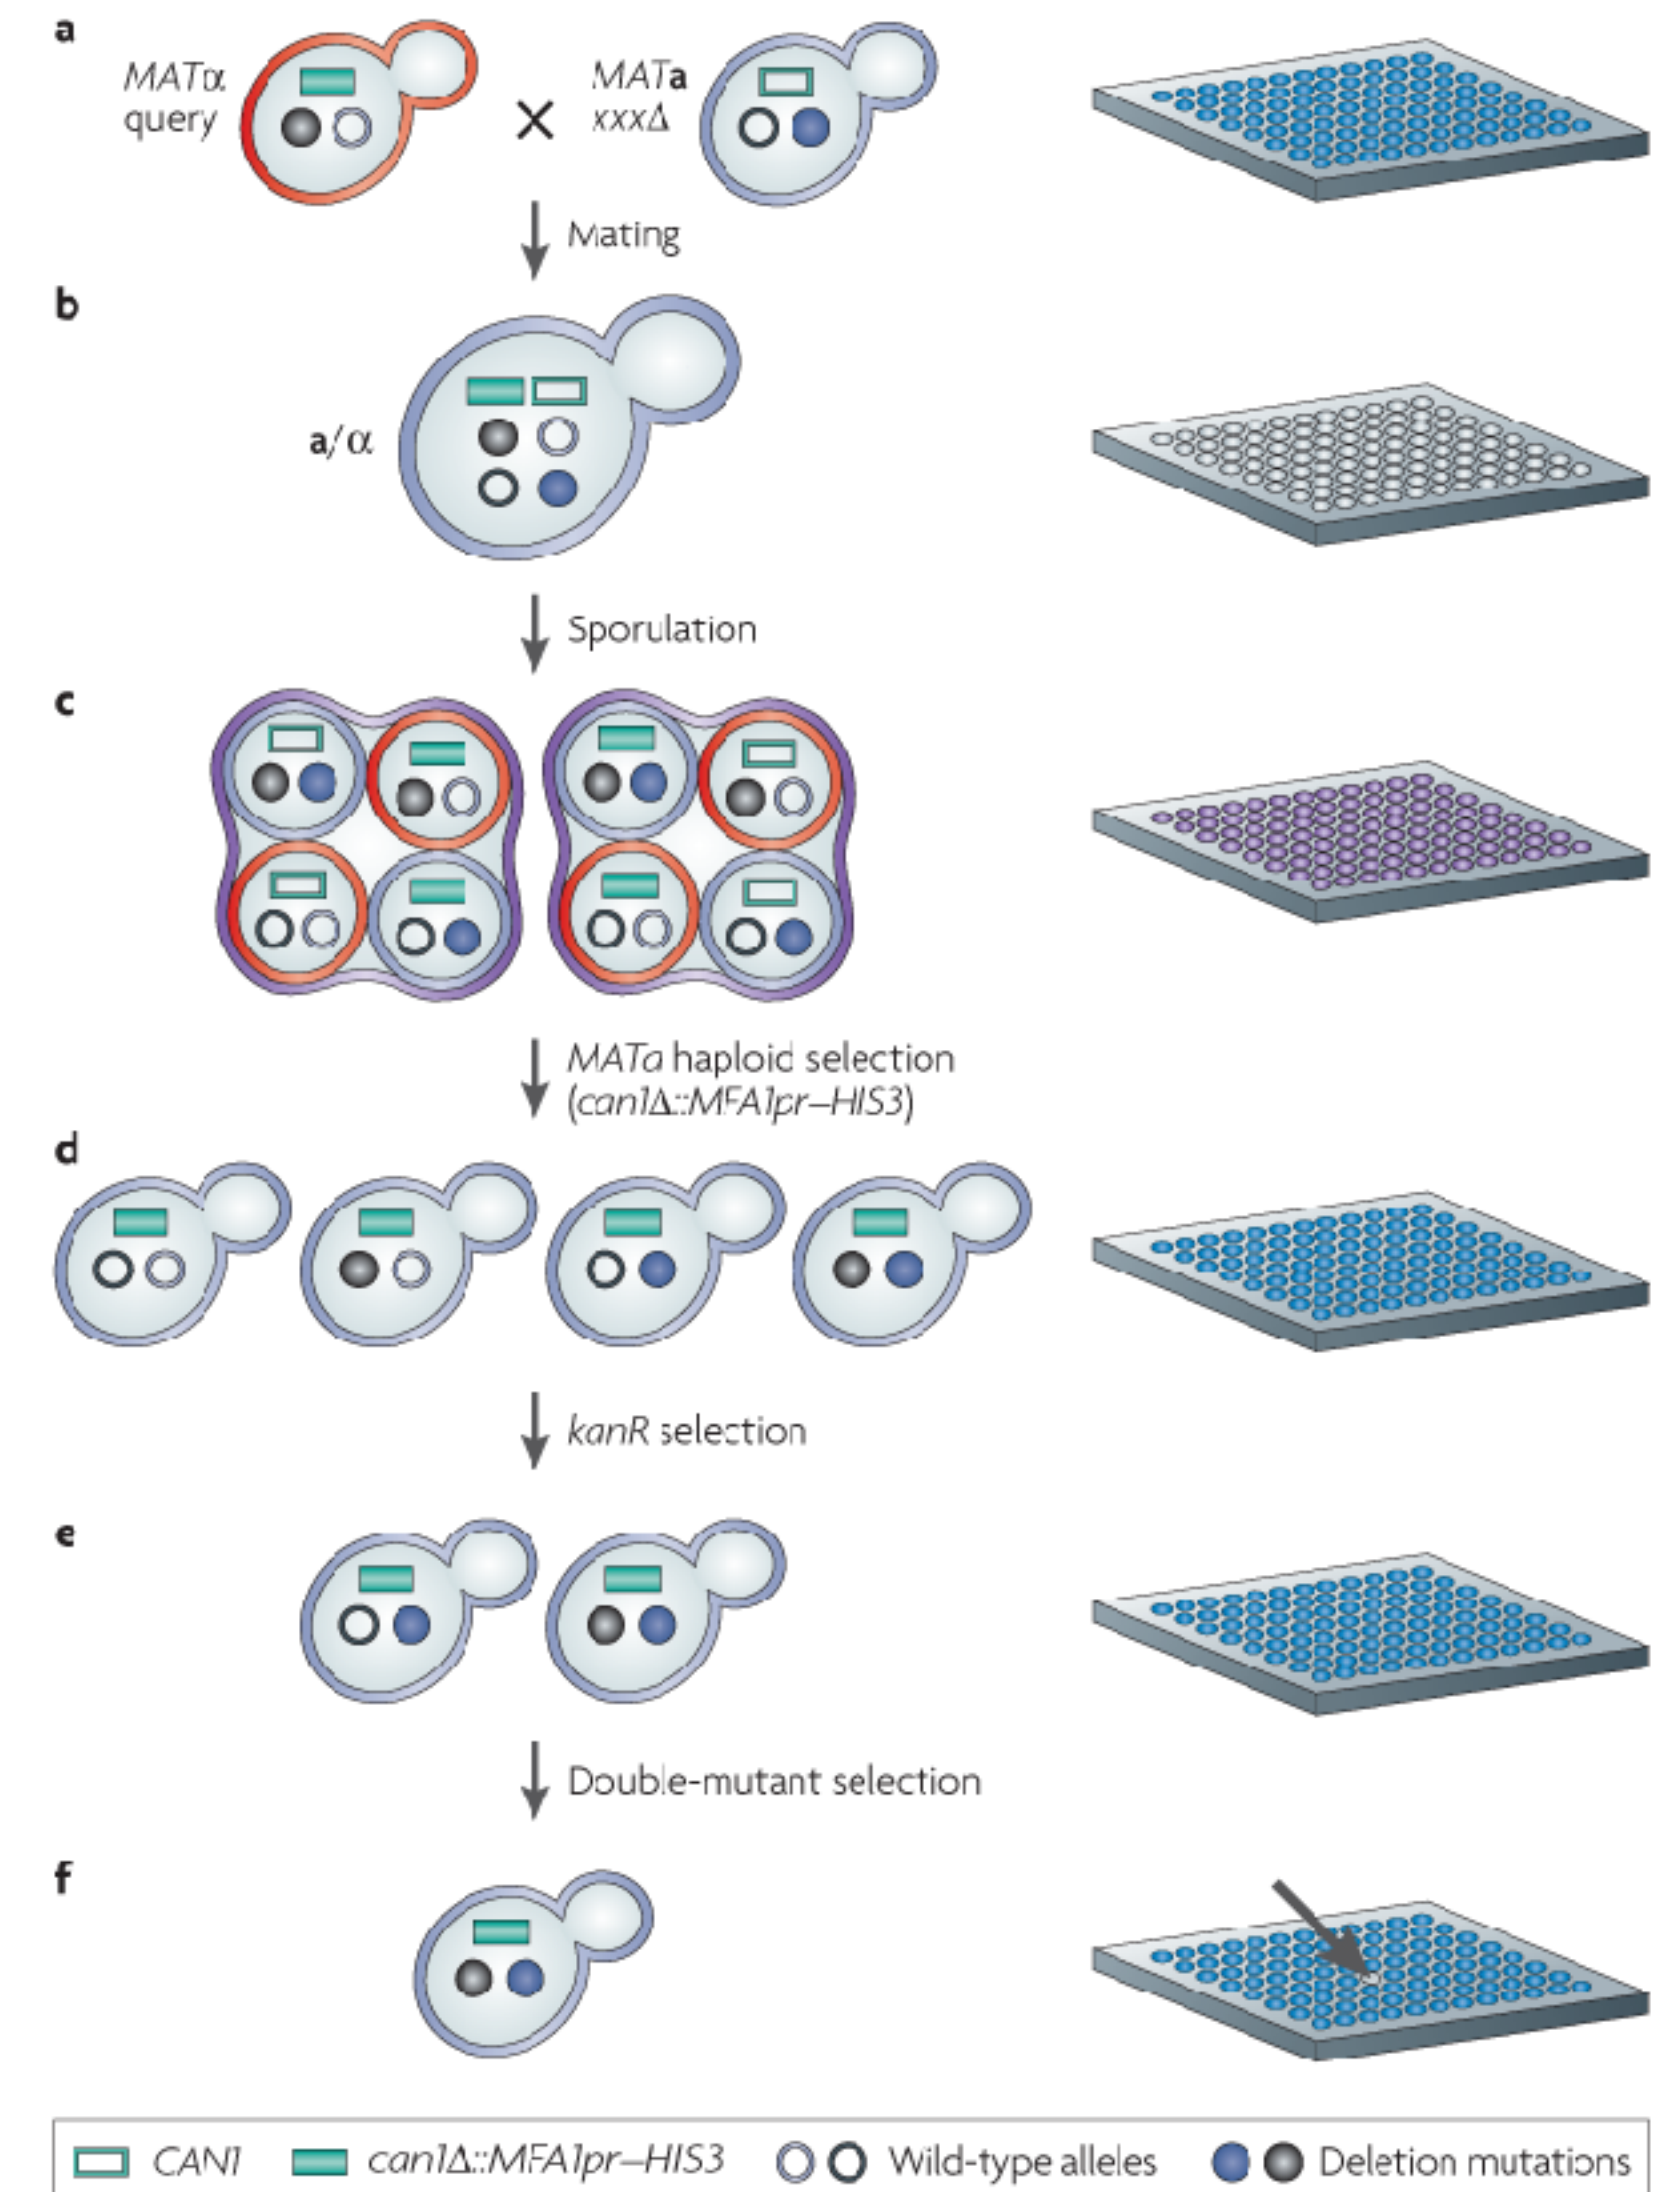 a
MATα
query
MATa
xxxΔ
Mating
b
a/α
Sporulation
c
MATa haploid selection
(can1Δ::MFA1pr–HIS3)
d
kanR selection
e
Double-mutant selection
f
CAN1
can1Δ::MFA1pr–HIS3
Wild-type alleles
Deletion mutations